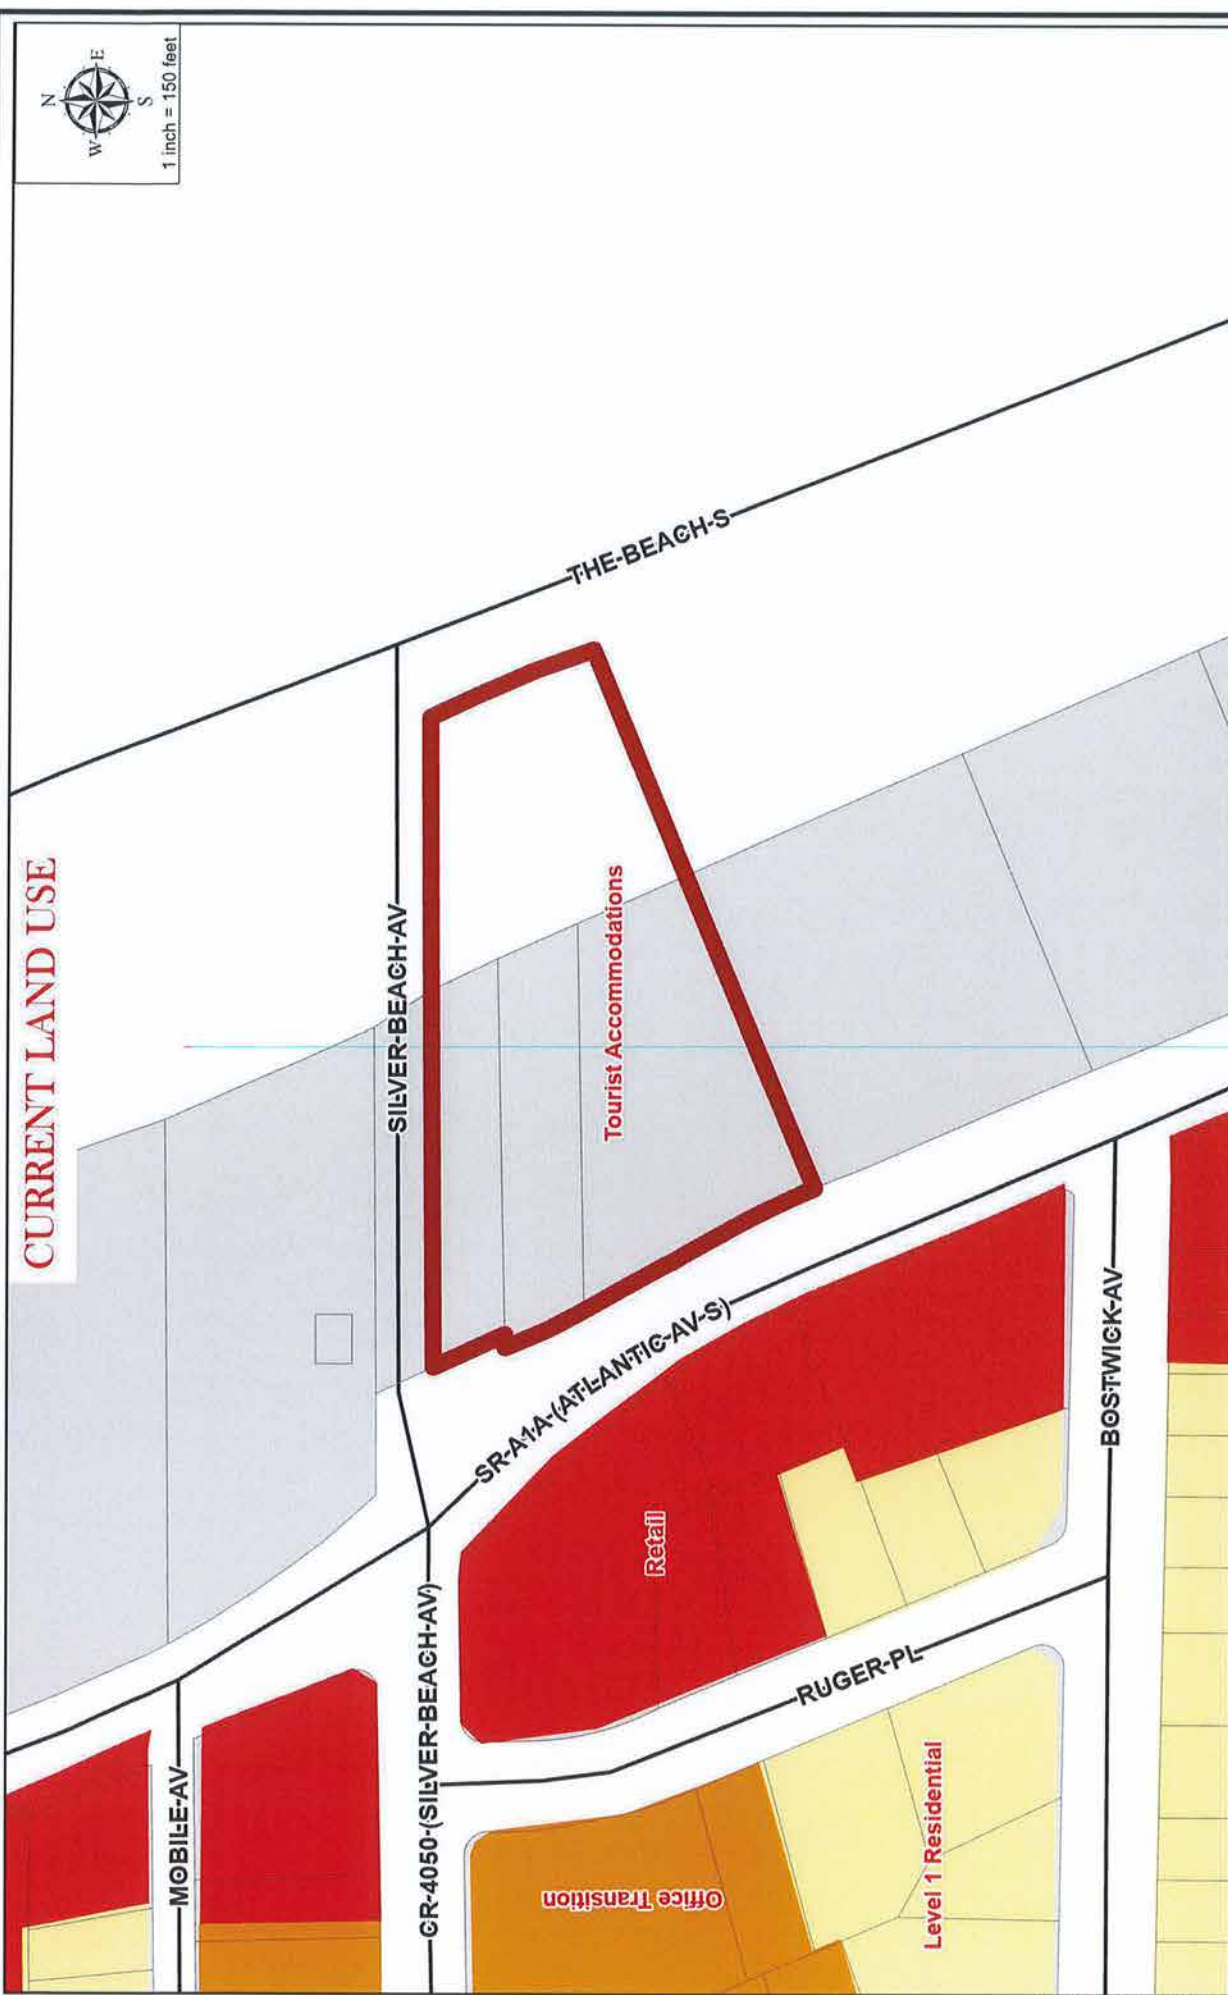 CURRENT LAND USE
N
E
W
S
1 inch = 150 feet
THE-BEACH-S
SILVER-BEACH-AV
Tourist Accommodations
SR-A1A-(ATLANTIC-AV-S)
BOSTWICK-AV
Retail
CR-4050-(SILVER-BEACH-AV)
RUGER-PL
MOBILE-AV
Office Transition
Level 1 Residential